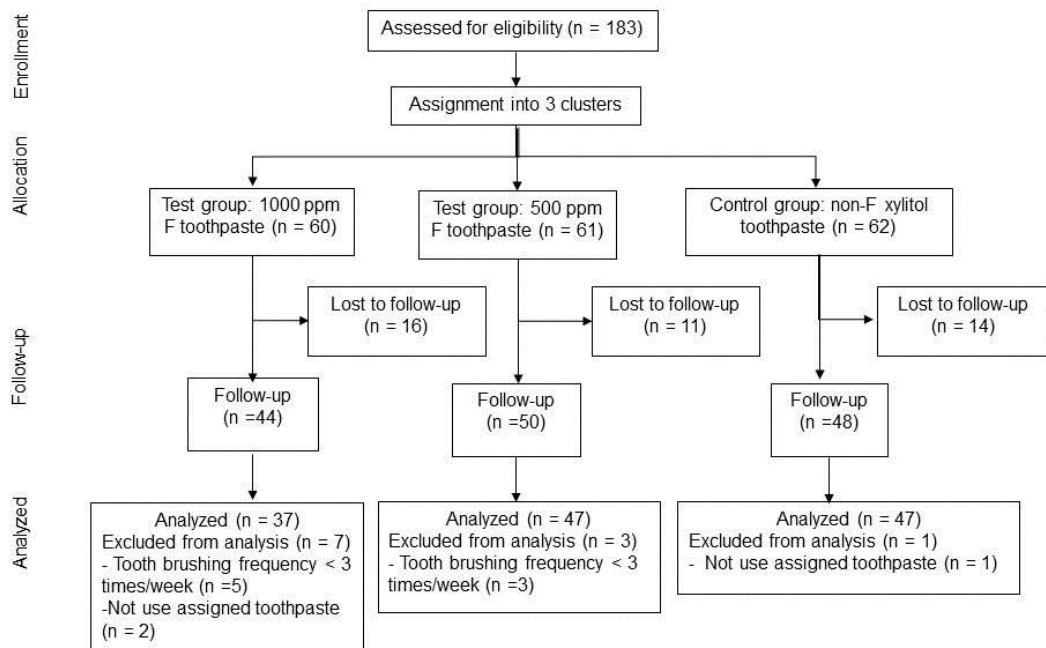 Enrollment
Assessed for eligibility (n = 183)
Assignment into 3 clusters
Allocation
Test group: 1000 ppm
F toothpaste (n = 60)
Test group: 500 ppm
F toothpaste (n = 61)
Control group: non-F xylitol
toothpaste (n = 62)
Follow-up
Lost to follow-up
(n = 16)
Lost to follow-up
(n = 11)
Lost to follow-up
(n = 14)
Follow-up
(n =44)
Follow-up
(n =50)
Follow-up
(n =48)
Analyzed
Analyzed (n = 37)
Excluded from analysis (n = 7)
- Tooth brushing frequency < 3
times/week (n =5)
-Not use assigned toothpaste
(n = 2)
Analyzed (n = 47)
Excluded from analysis (n = 3)
- Tooth brushing frequency < 3
times/week (n =3)
Analyzed (n = 47)
Excluded from analysis (n = 1)
- Not use assigned toothpaste (n = 1)